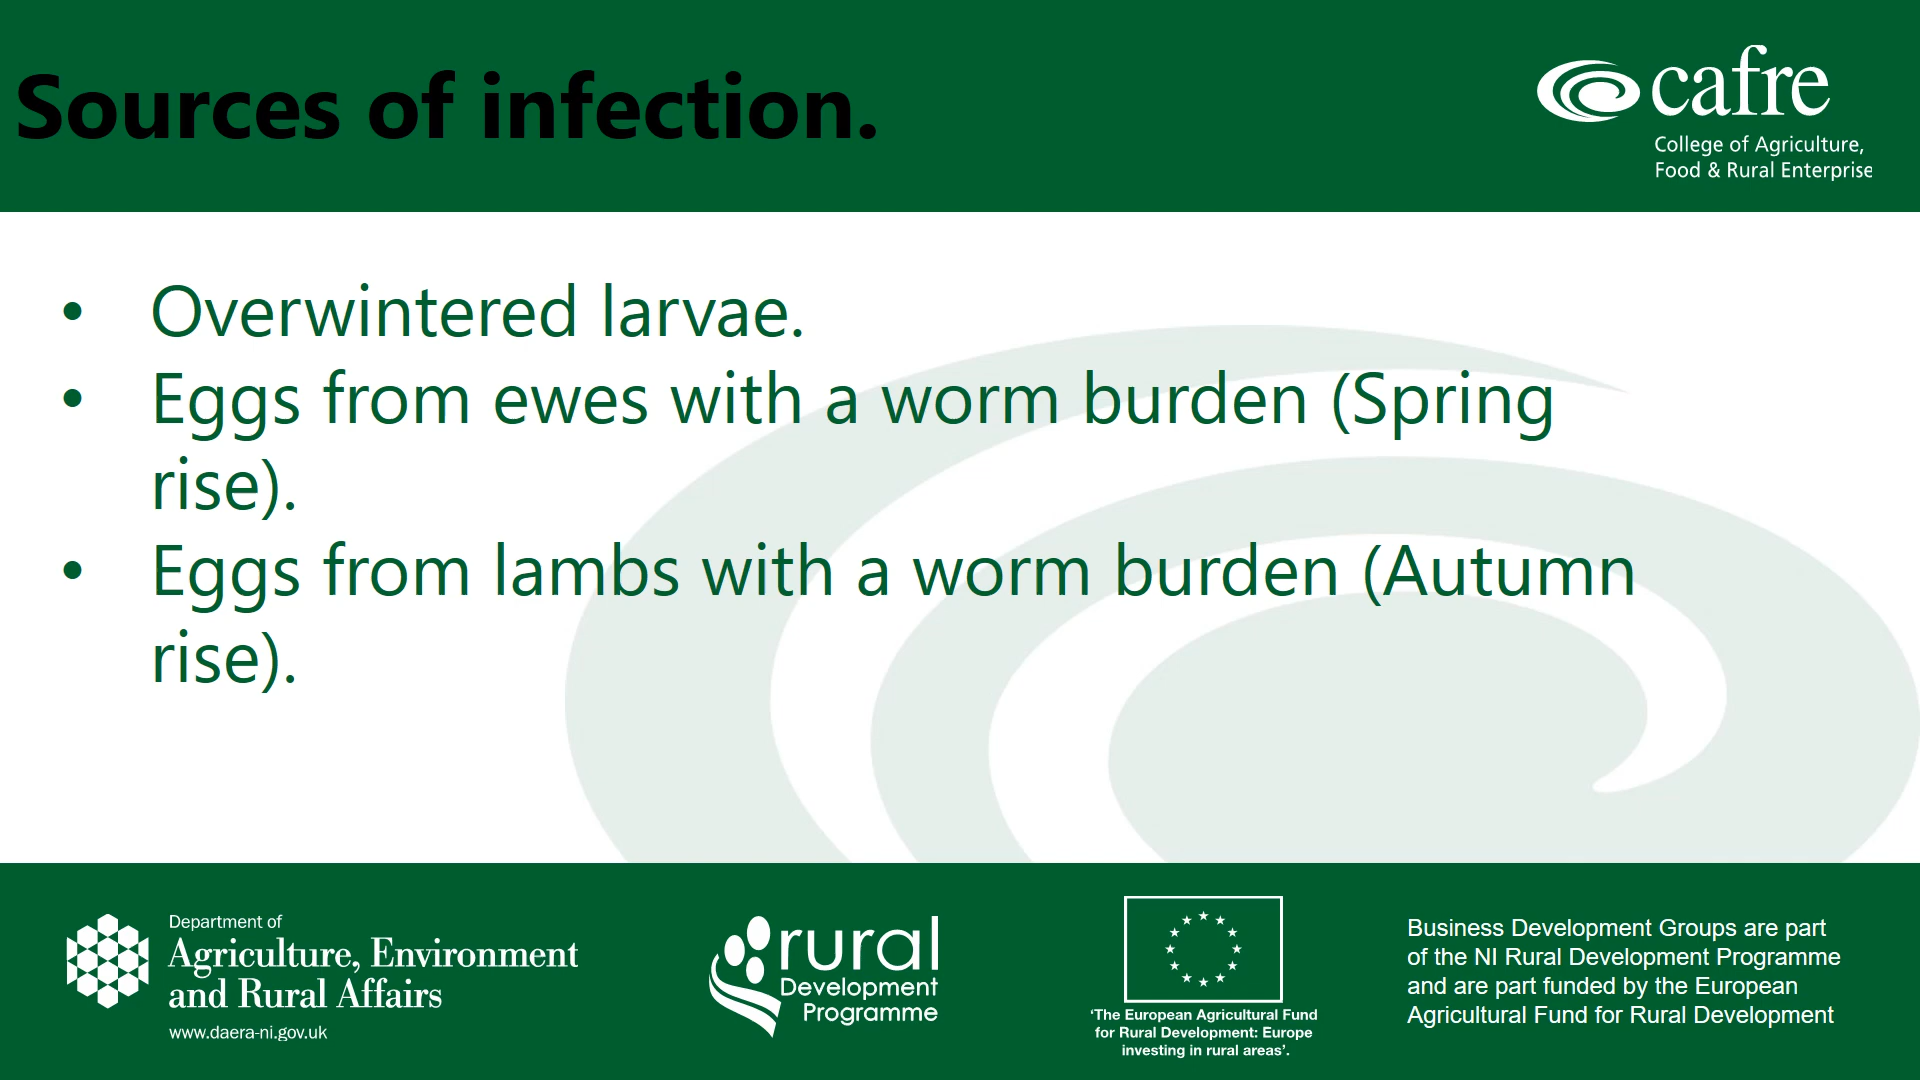 Sources of infection.
cafre
College of Agriculture,
Food & Rural Enterprise
• Overwintered larvae.
• Eggs from ewes with a worm burden (Spring
rise).
• Eggs from lambs with a worm burden (Autumn
rise).
Department of
Agriculture, Environment
and Rural Affairs
www.daera-ni.gov.uk
rural
Development
Programme
‘The European Agricultural Fund
for Rural Development: Europe
investing in rural areas’.
Business Development Groups are part
of the NI Rural Development Programme
and are part funded by the European
Agricultural Fund for Rural Development